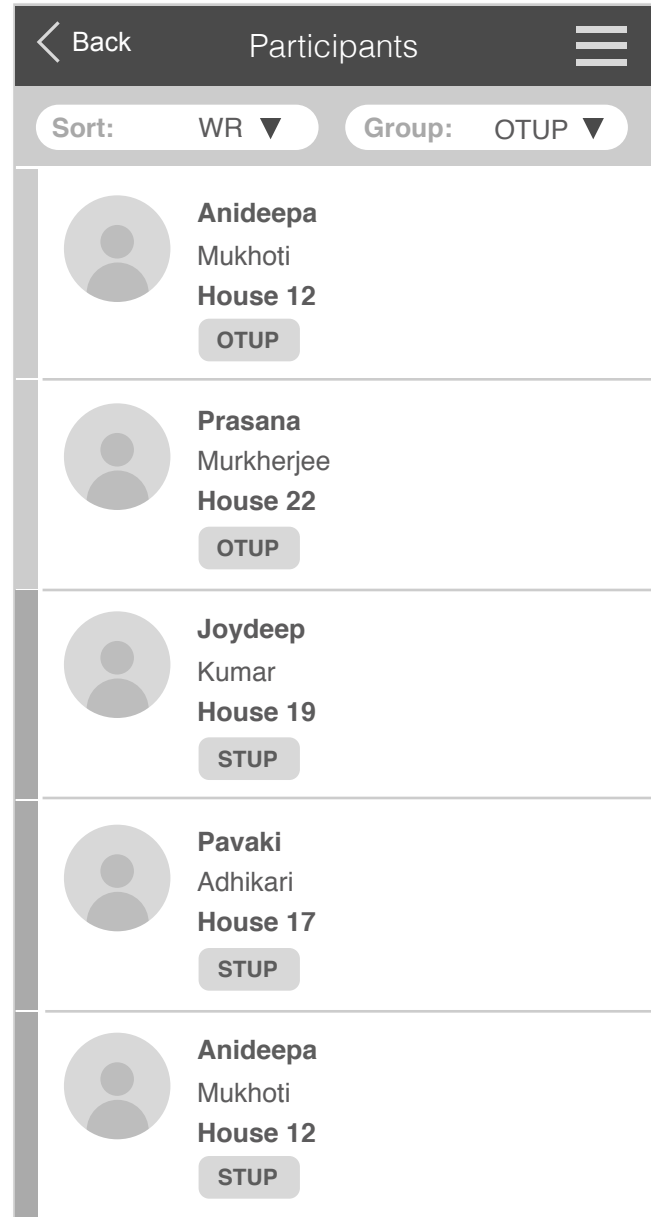 Back
Participants
Sort: WR ▼
Group: OTUP ▼
Anideepa
Mukhoti
House 12
OTUP
Prasana
Murkherjee
House 22
OTUP
Joydeep
Kumar
House 19
STUP
Pavaki
Adhikari
House 17
STUP
Anideepa
Mukhoti
House 12
STUP